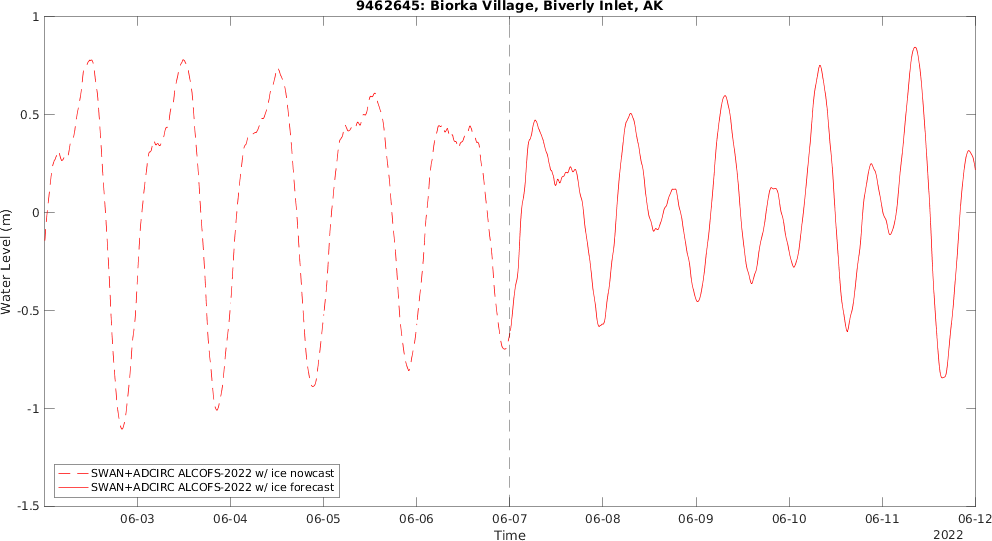 9462645: Biorka Village, Biverly Inlet, AK
Water Level (m)
1
0.5
0
-0.5
-1
-1.5
SWAN+ADCIRC ALCOFS-2022 w/ ice nowcast
SWAN+ADCIRC ALCOFS-2022 w/ ice forecast
06-03 06-04 06-05 06-06 06-07 06-08 06-09 06-10 06-11 06-12
Time
2022